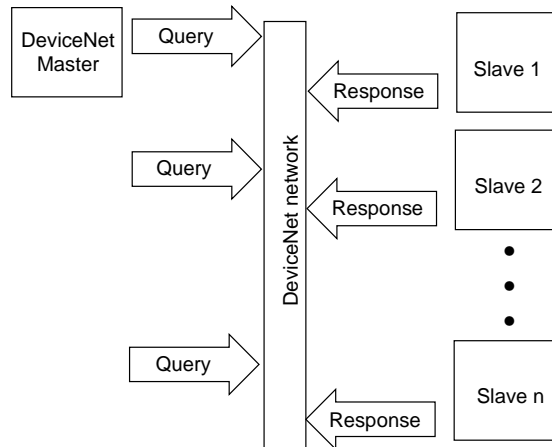 DeviceNet
Master
Query
Slave 1
Response
DeviceNet network
Query
Slave 2
Response
Query
Slave n
Response